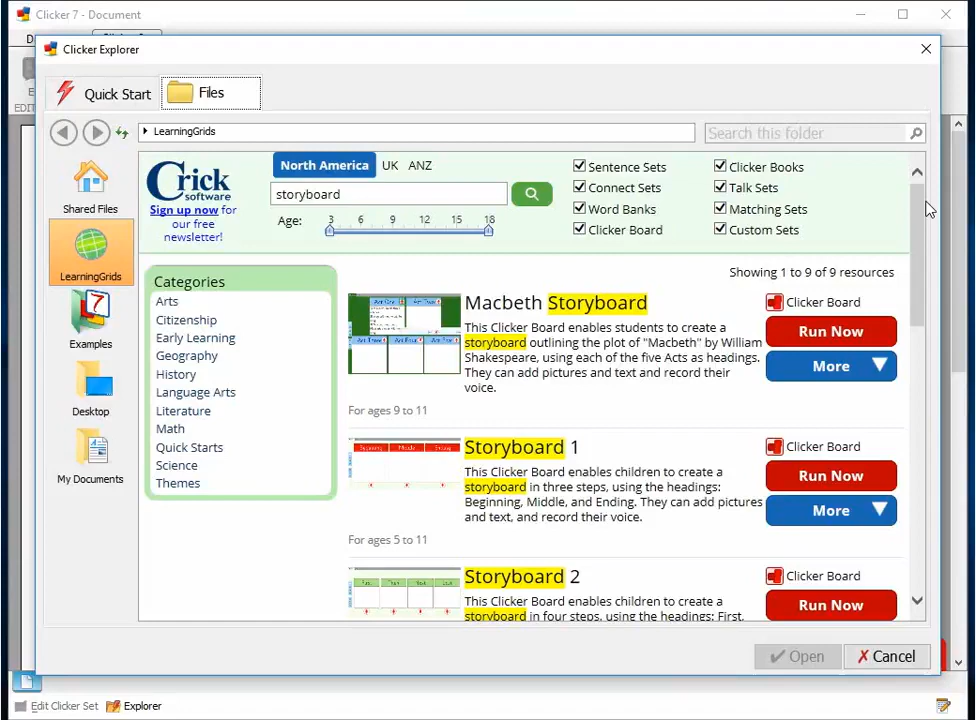 Clicker 7 - Document
Clicker Explorer
Quick Start
Files
LearningGrids
Search this folder
Shared Files
LearningGrids
Examples
Desktop
My Documents
Crick
software
Sign up now for
our free
newsletter!
North America UK ANZ
storyboard
Age: 3 6 9 12 15 18
Sentence Sets
Connect Sets
Word Banks
Clicker Board
Clicker Books
Talk Sets
Matching Sets
Custom Sets
Categories
Arts
Citizenship
Early Learning
Geography
History
Language Arts
Literature
Math
Quick Starts
Science
Themes
Showing 1 to 9 of 9 resources
Macbeth Storyboard
This Clicker Board enables students to create a
storyboard outlining the plot of "Macbeth" by William
Shakespeare, using each of the five Acts as headings.
They can add pictures and text and record their
voice.
For ages 9 to 11
Clicker Board
Run Now
More
Storyboard 1
This Clicker Board enables children to create a
storyboard in three steps, using the headings:
Beginning, Middle, and Ending. They can add pictures
and text, and record their voice.
For ages 5 to 11
Clicker Board
Run Now
More
Storyboard 2
This Clicker Board enables children to create a
storyboard in four steps, using the headings: First,
Clicker Board
Run Now
Open
Cancel
Edit Clicker Set
Explorer